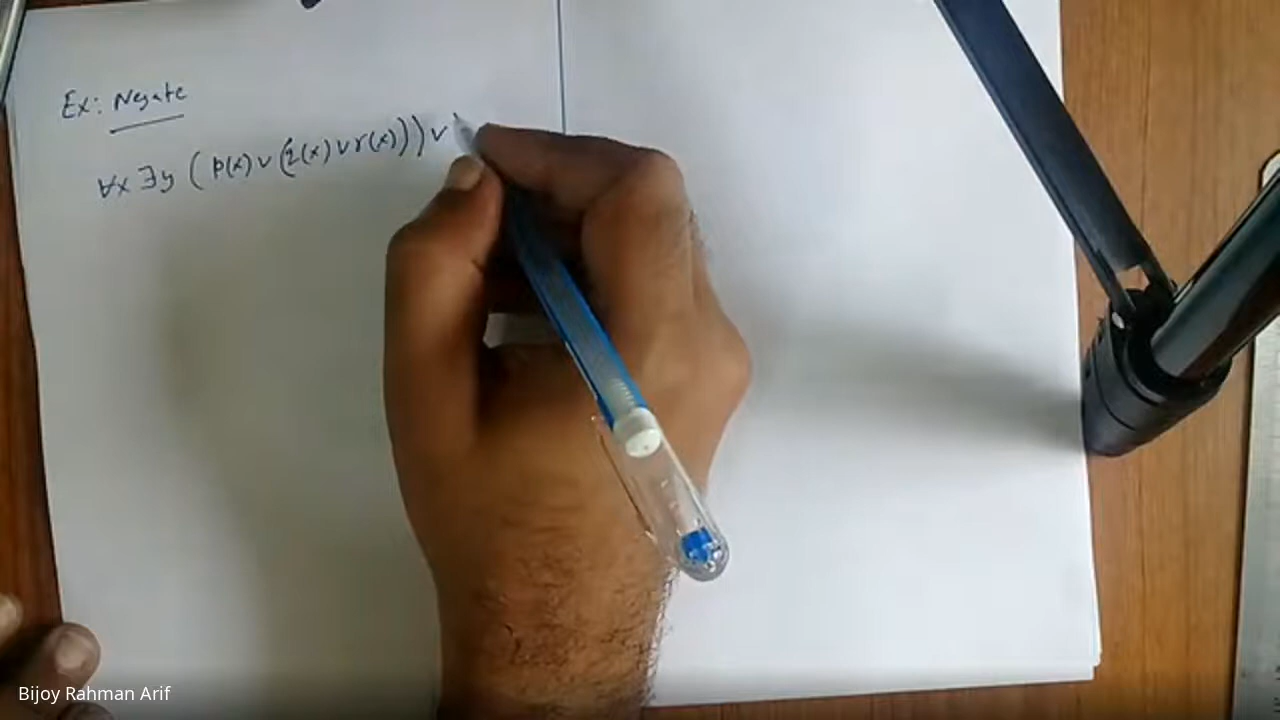 Ex: Negate
∀x ∃y (p(x) ∨ (q(x) ∨ r(x))) ∨
Bijoy Rahman Arif